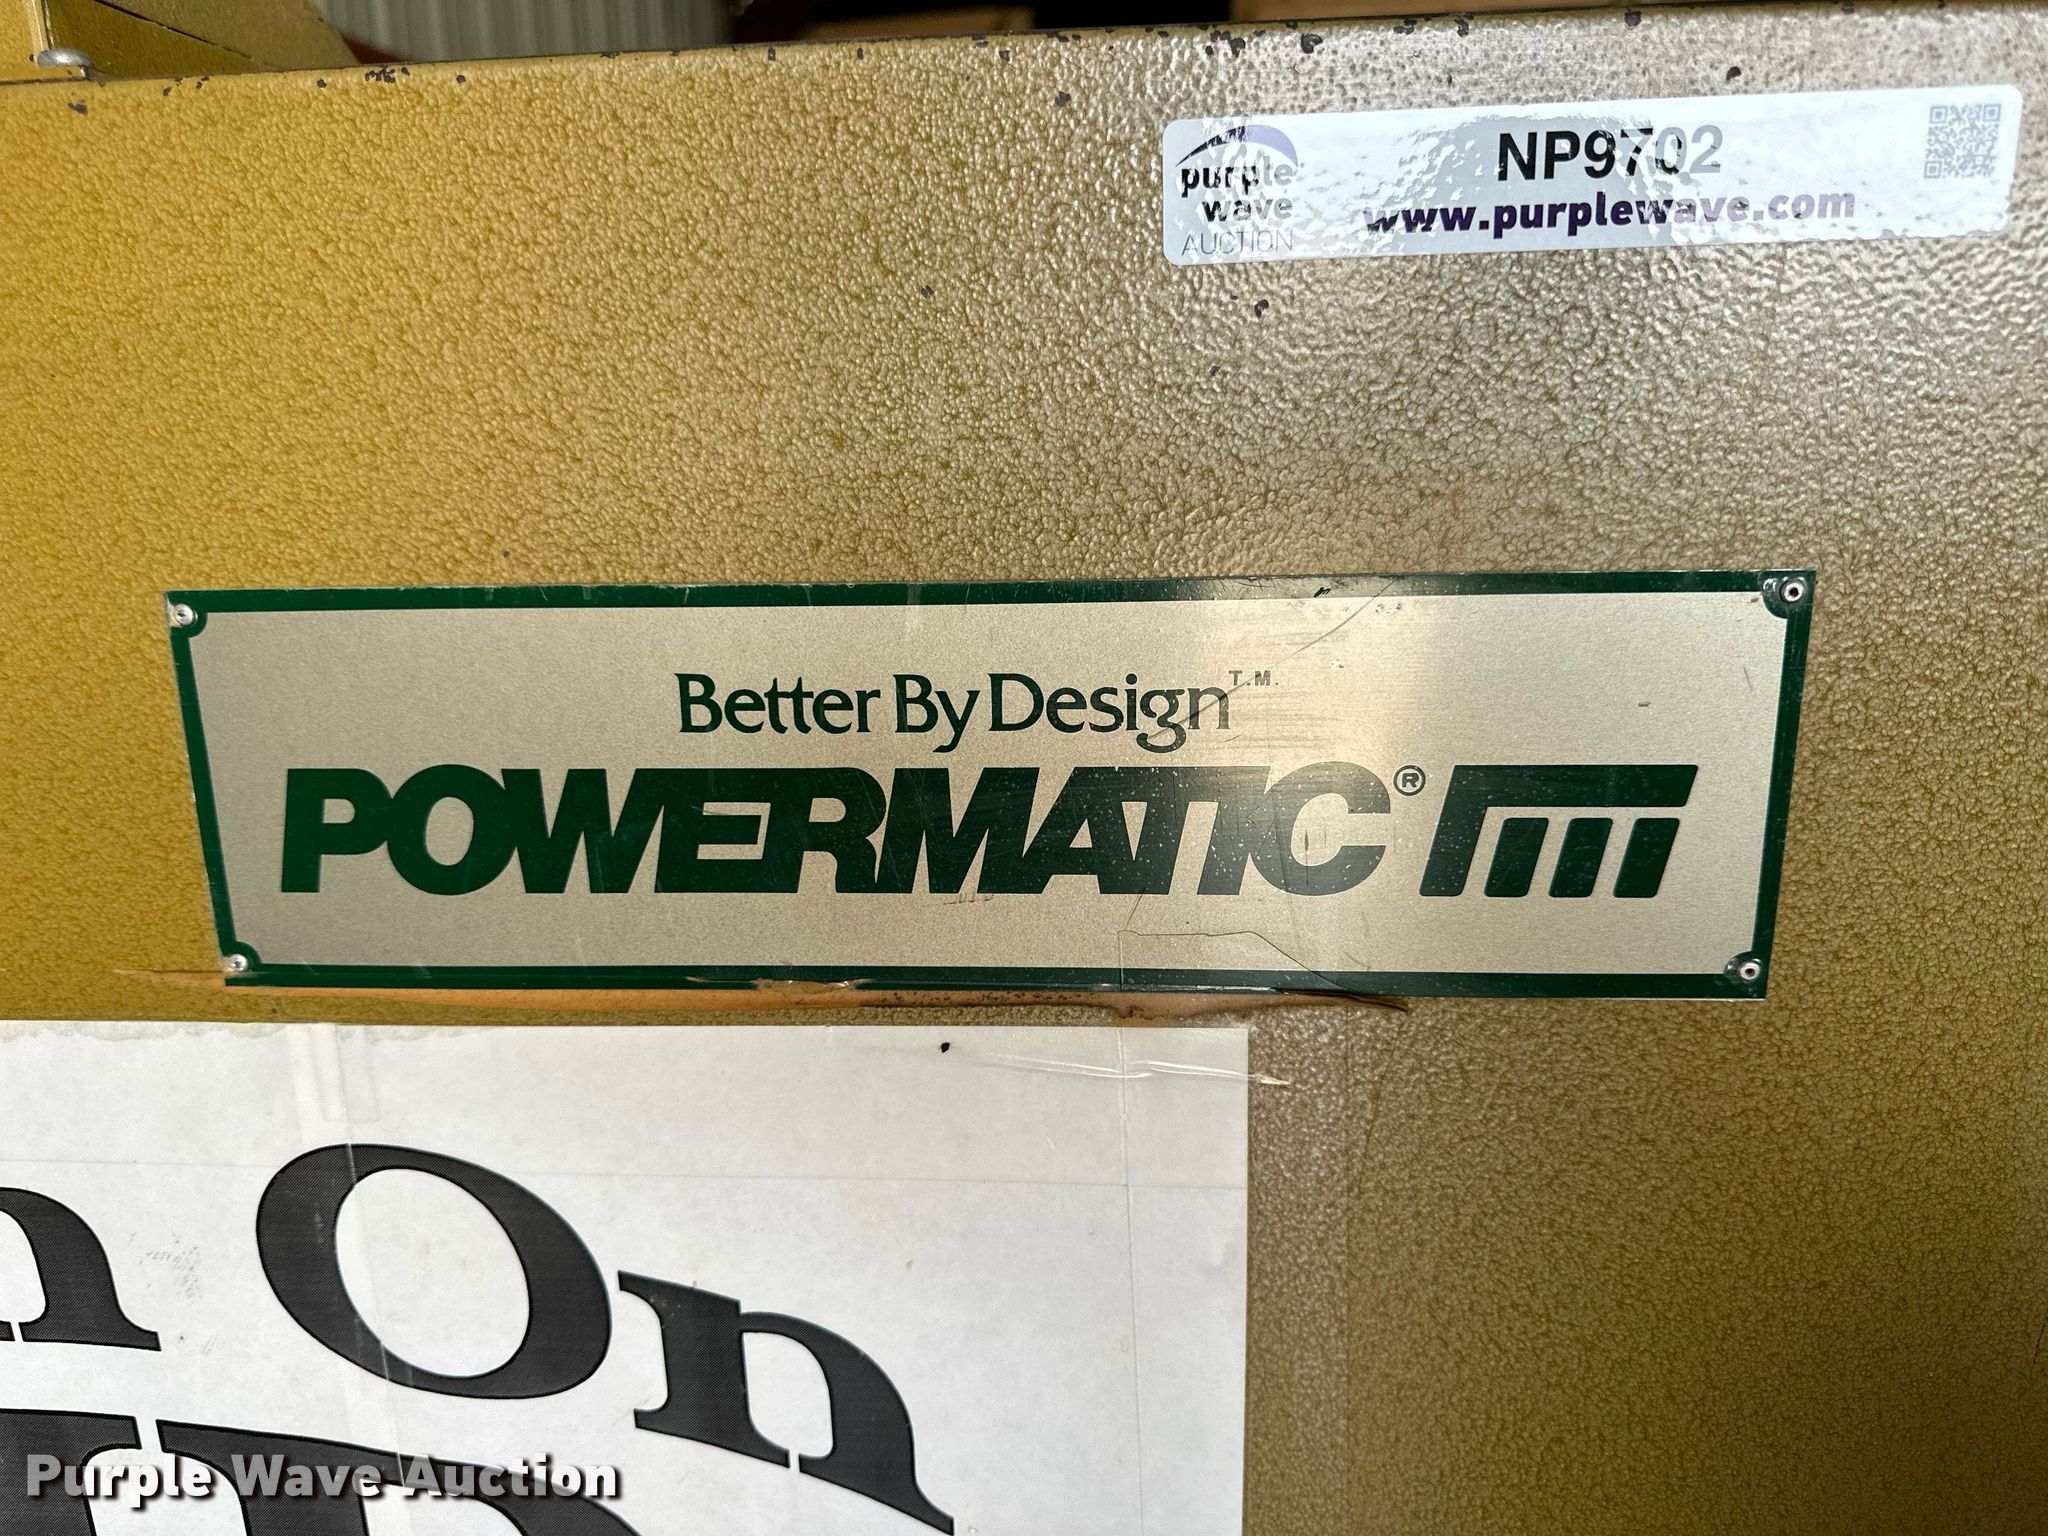 purple
wave
AUCTION
NP9702
www.purplewave.com
Better By Design T.M.
POWERMATIC®
On
Purple Wave Auction